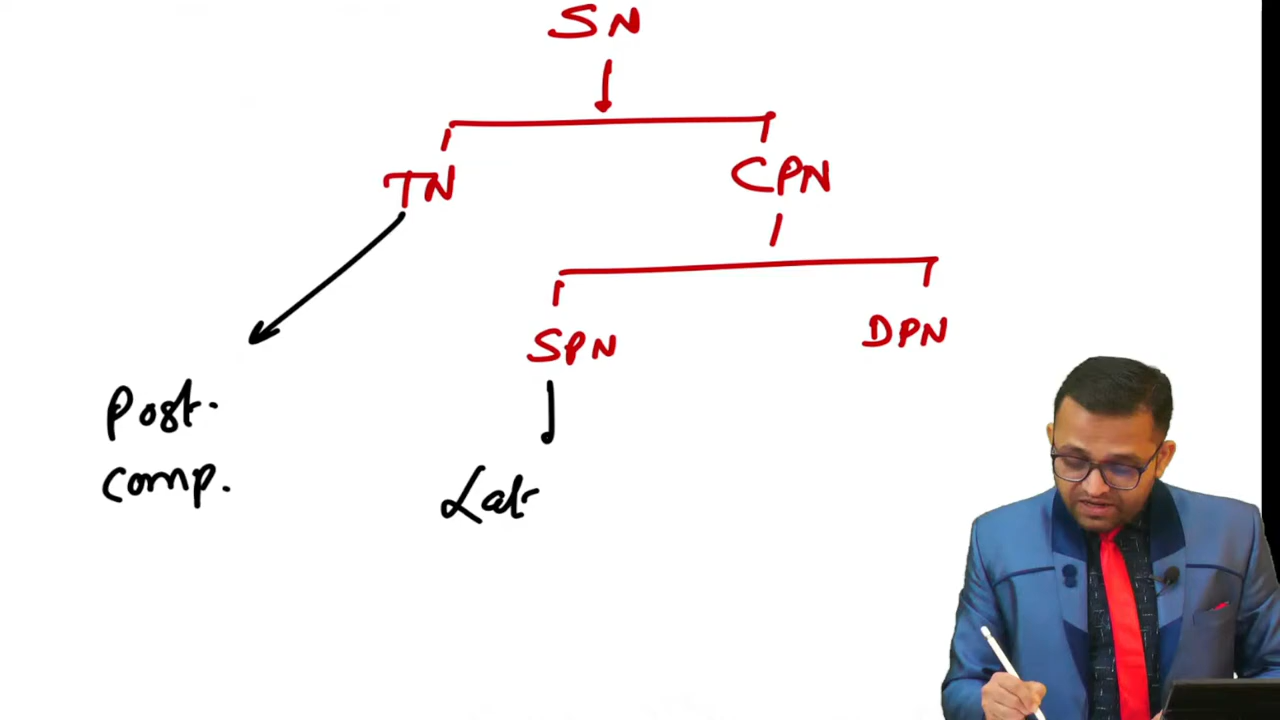 SN
TN
CPN
SPN
DPN
Post.
Comp.
Lat